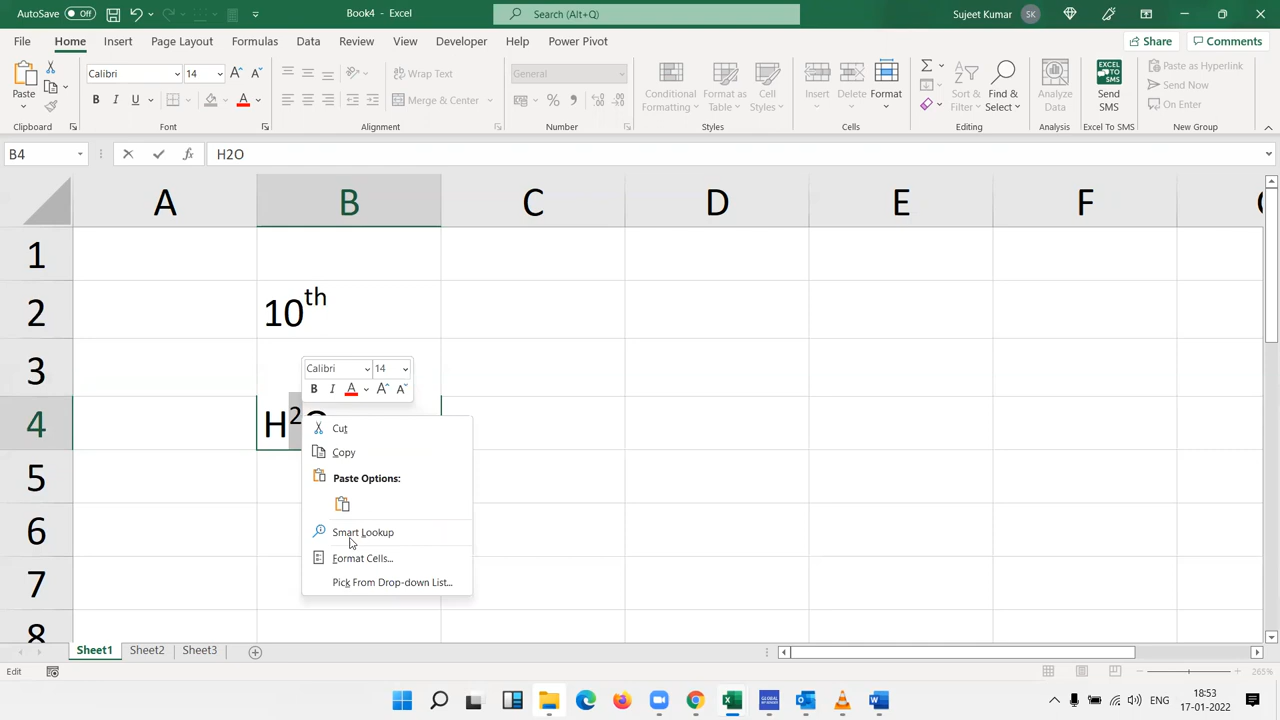 AutoSave Off
Book4 - Excel
Search (Alt+Q)
Sujeet Kumar SK
File Home Insert Page Layout Formulas Data Review View Developer Help Power Pivot
Share Comments
Paste
Clipboard
Calibri 14
B I U A
Font
Wrap Text
Merge & Center
Alignment
General
Number
Conditional Formatting
Format as Table
Cell Styles
Styles
Insert Delete Format
Cells
Sort & Filter
Find & Select
Editing
Analyze Data
Analysis
Send SMS
Excel To SMS
Paste as Hyperlink
Send Now
On Enter
New Group
B4 fx H2O
A B C D E F
1
2 10th
3
Calibri 14
B I A A A
4 H2O
Cut
Copy
Paste Options:
Smart Lookup
Format Cells...
Pick From Drop-down List...
5
6
7
8
Sheet1 Sheet2 Sheet3
Edit
265%
ENG
18:53
17-01-2022